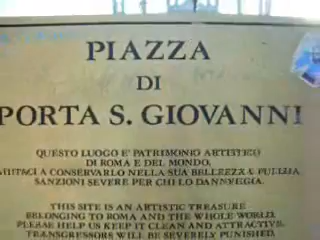 PIAZZA
DI
PORTA S. GIOVANNI
QUESTO LUOGO E' PATRIMONIO ARTISTICO
DI ROMA E DEL MONDO.
AIUTACI A CONSERVARLO NELLA SUA BELLEZZA E PULIZIA.
SANZIONI SEVERE PER CHI LO DANNEGGIA.
THIS SITE IS AN ARTISTIC TREASURE
BELONGING TO ROMA AND THE WHOLE WORLD.
PLEASE HELP US KEEP IT CLEAN AND ATTRACTIVE.
TRANSGRESSORS WILL BE SEVERELY PUNISHED.